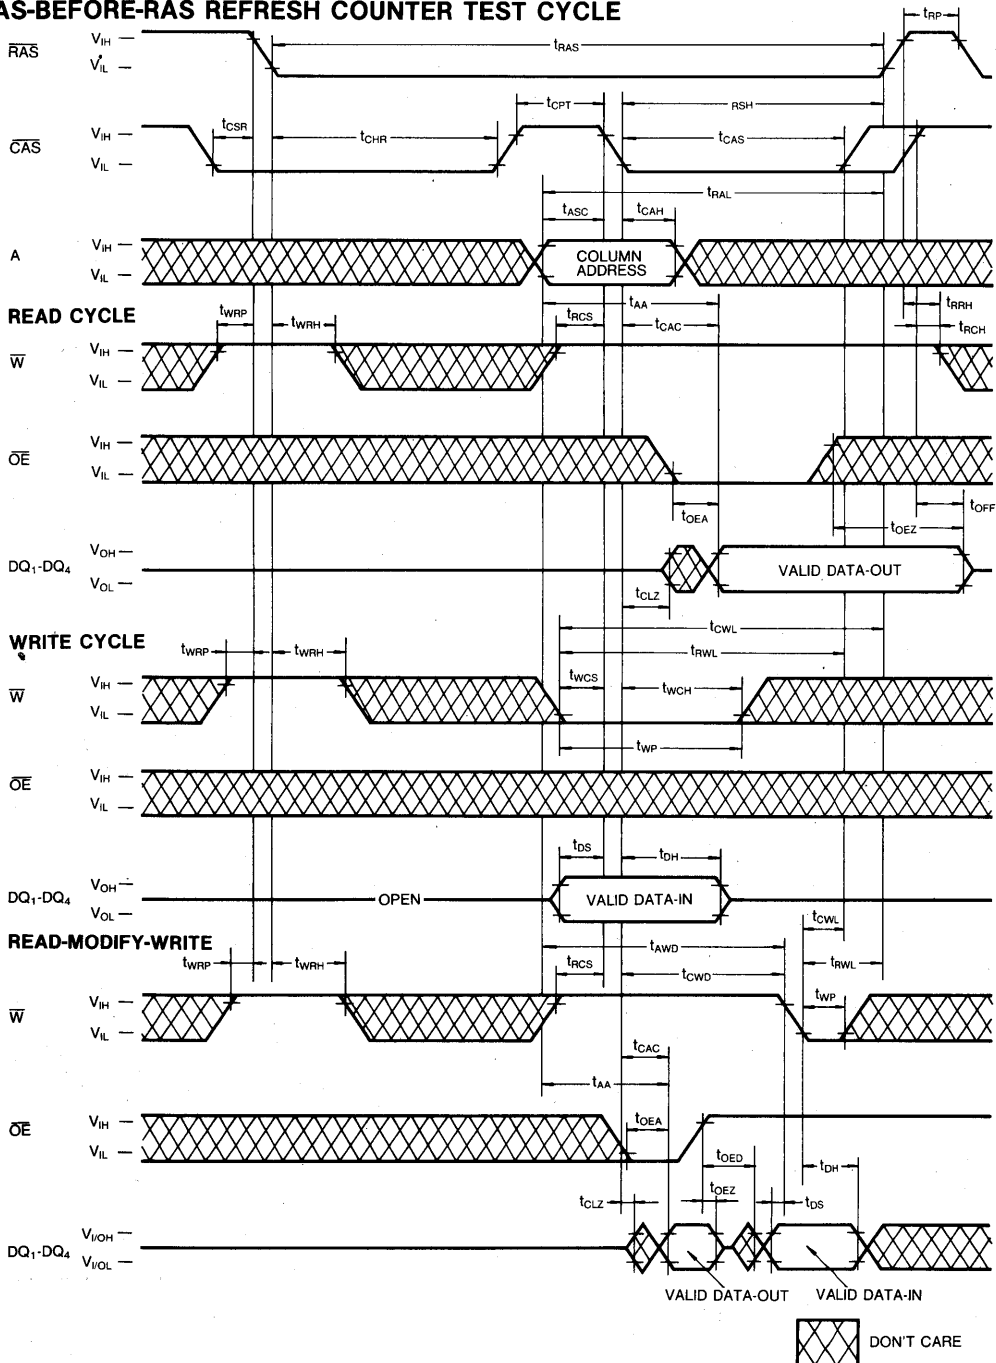 AS-BEFORE-RAS REFRESH COUNTER TEST CYCLE
tRP
RAS
VIH
VIL
tRAS
tCPT
RSH
tCSR
tCHR
tCAS
CAS
VIH
VIL
tRAL
tASC
tCAH
A
VIH
VIL
COLUMN
ADDRESS
READ CYCLE
tWRP
tWRH
tAA
tRCS
tCAC
tRRH
tRCH
W
VIH
VIL
OE
VIH
VIL
tOEA
tOFF
tOEZ
DQ1-DQ4
VOH
VOL
VALID DATA-OUT
tCLZ
WRITE CYCLE
tCWL
tWRP
tWRH
tRWL
W
VIH
VIL
tWCS
tWCH
tWP
OE
VIH
VIL
tDS
tDH
DQ1-DQ4
VOH
VOL
OPEN
VALID DATA-IN
READ-MODIFY-WRITE
tCWL
tAWD
tWRP
tWRH
tRCS
tCWD
tRWL
W
VIH
VIL
tWP
tCAC
tAA
OE
VIH
VIL
tOEA
tOED
tDH
tCLZ
tOEZ
tDS
DQ1-DQ4
VI/OH
VI/OL
VALID DATA-OUT
VALID DATA-IN
DON'T CARE